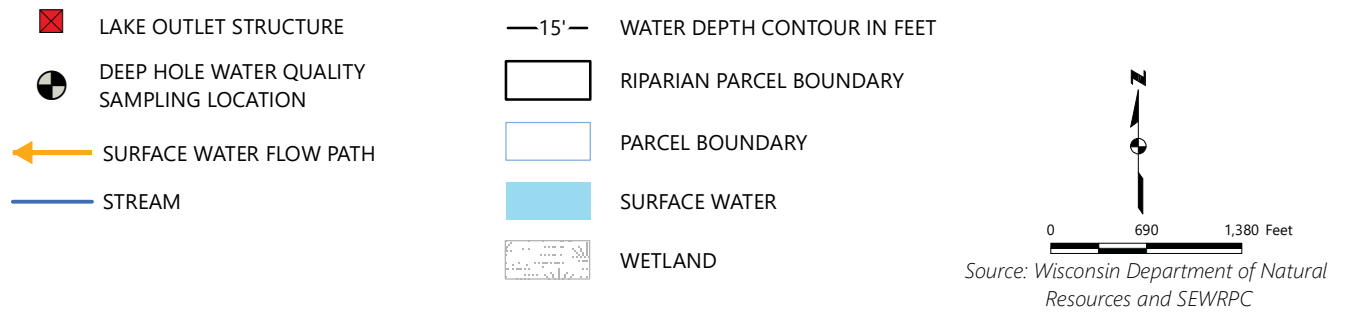 LAKE OUTLET STRUCTURE
DEEP HOLE WATER QUALITY
SAMPLING LOCATION
SURFACE WATER FLOW PATH
STREAM
15'
WATER DEPTH CONTOUR IN FEET
RIPARIAN PARCEL BOUNDARY
PARCEL BOUNDARY
SURFACE WATER
WETLAND
N
0 690 1,380 Feet
Source: Wisconsin Department of Natural
Resources and SEWRPC